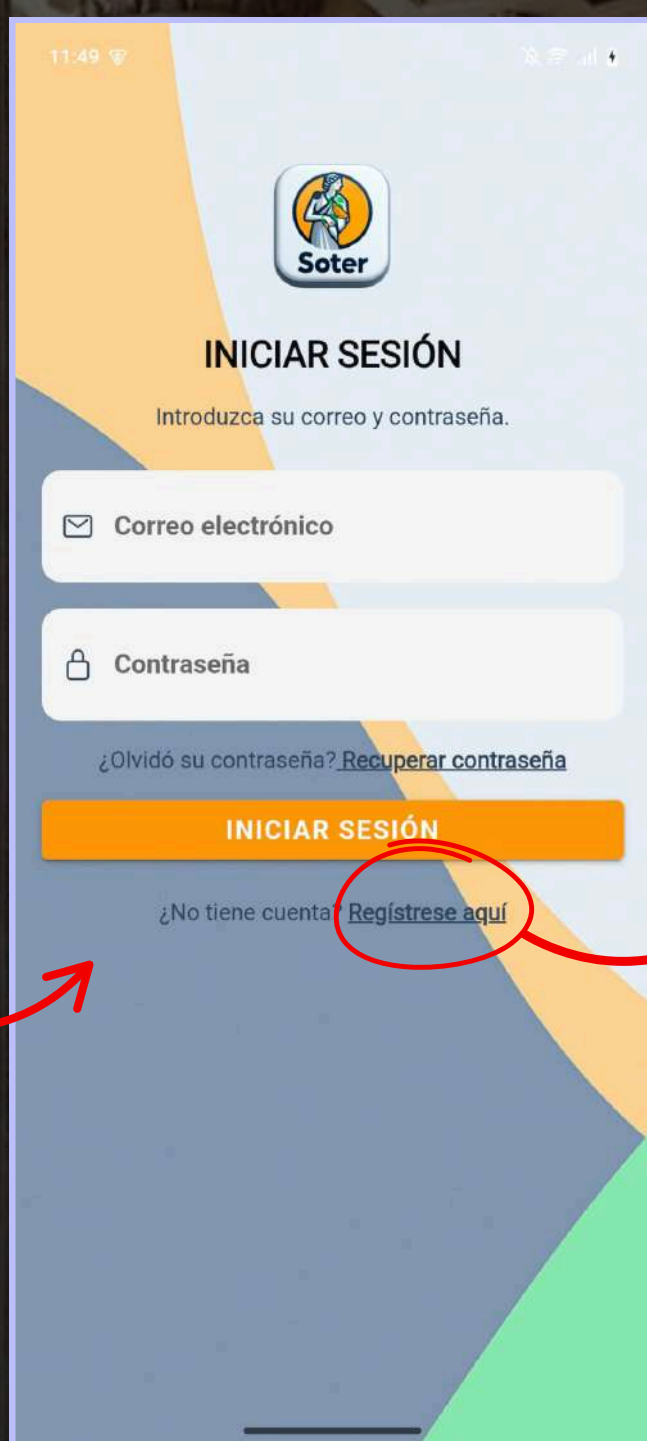 11:49
Soter
INICIAR SESIÓN
Introduzca su correo y contraseña.
Correo electrónico
Contraseña
¿Olvidó su contraseña? Recuperar contraseña
INICIAR SESIÓN
¿No tiene cuenta? Regístrese aquí